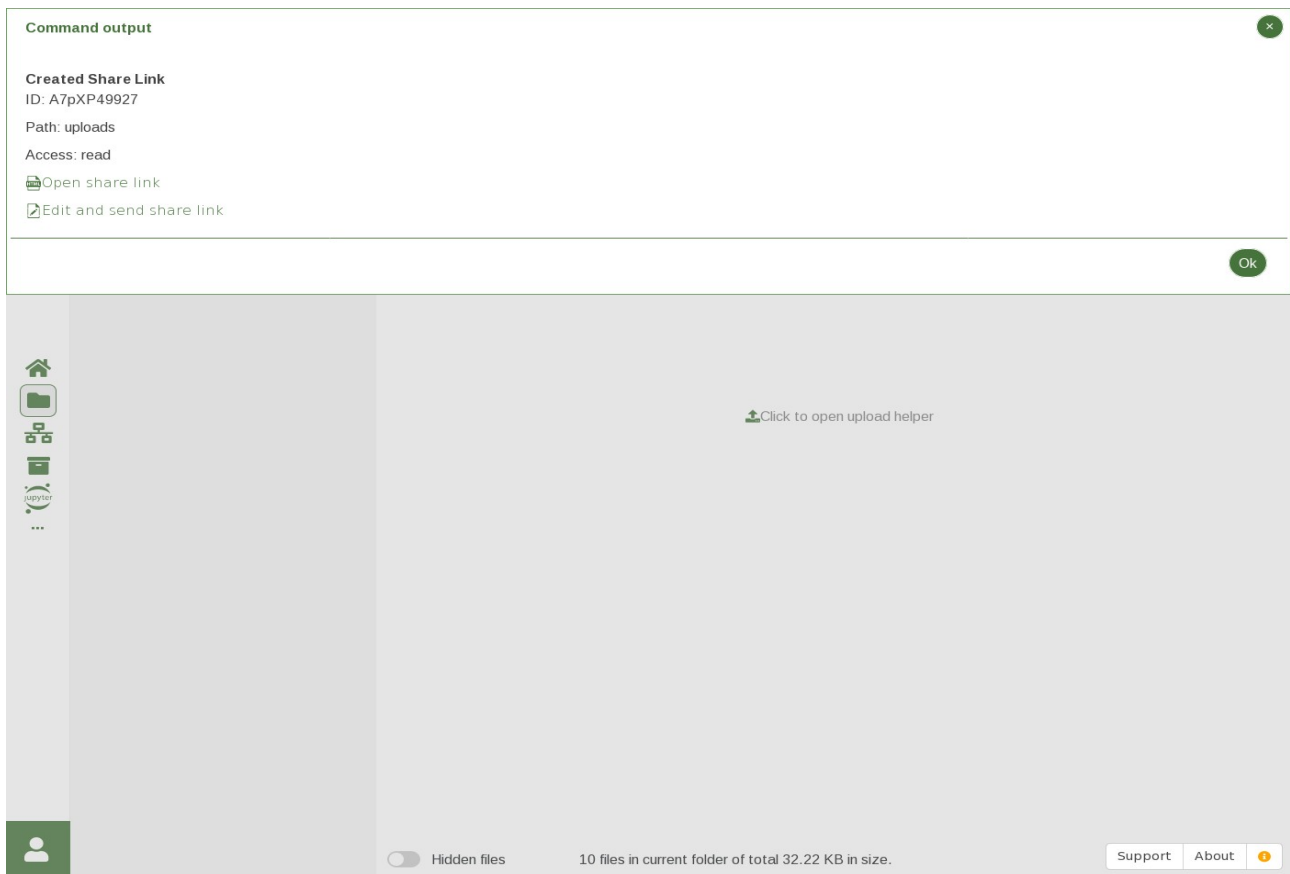 Command output
×
Created Share Link
ID: A7pXP49927
Path: uploads
Access: read
Open share link
Edit and send share link
Ok
Click to open upload helper
jupyter
Hidden files
10 files in current folder of total 32.22 KB in size.
Support
About